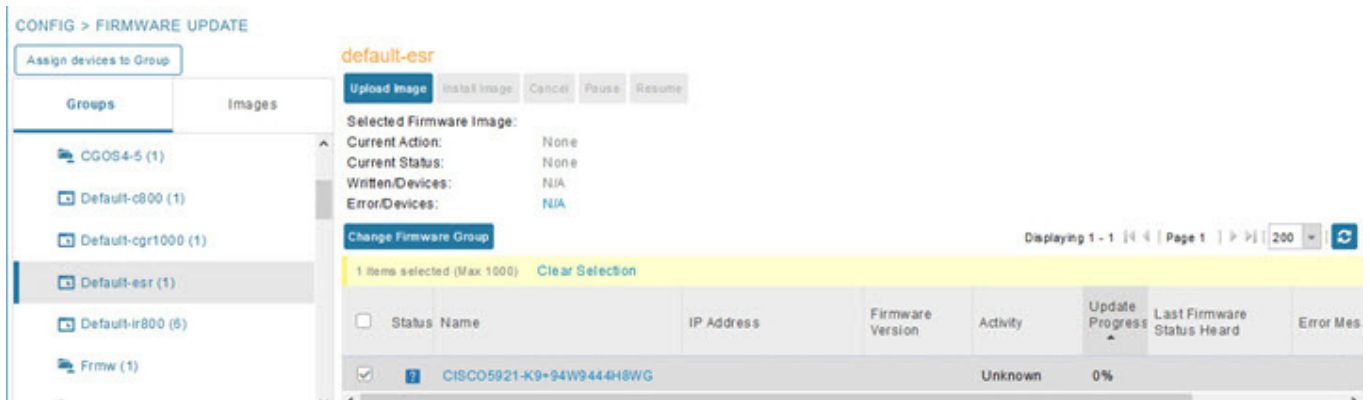 CONFIG > FIRMWARE UPDATE
Assign devices to Group
Groups Images
CGOS4-5 (1)
Default-c800 (1)
Default-cgr1000 (1)
Default-esr (1)
Default-ir800 (6)
Frmw (1)
default-esr
Upload Image Install Image Cancel Pause Resume
Selected Firmware Image:
Current Action: None
Current Status: None
Written/Devices: N/A
Error/Devices: N/A
Change Firmware Group
Displaying 1 - 1 | Page 1 | 200
1 Items selected (Max 1000) Clear Selection
Status Name IP Address Firmware Version Activity Update Progress Last Firmware Status Heard Error Mes
? CISCO5921-K9+94W9444H8WG Unknown 0%